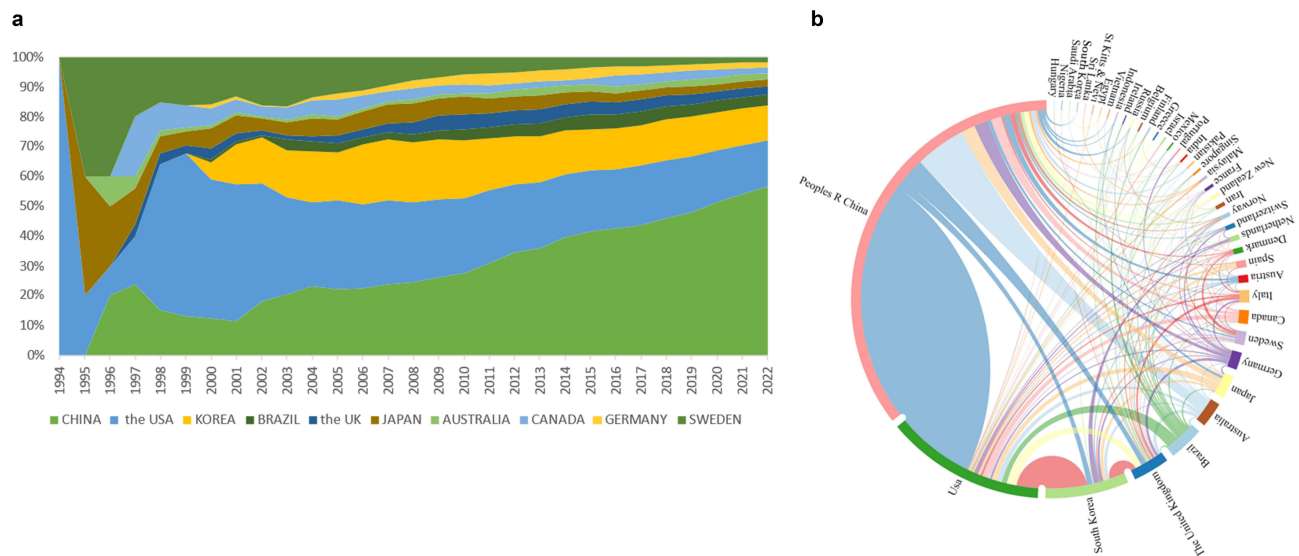 a
100%
90%
80%
70%
60%
50%
40%
30%
20%
10%
0%
1994 1995 1996 1997 1998 1999 2000 2001 2002 2003 2004 2005 2006 2007 2008 2009 2010 2011 2012 2013 2014 2015 2016 2017 2018 2019 2020 2021 2022
CHINA the USA KOREA BRAZIL the UK JAPAN AUSTRALIA CANADA GERMANY SWEDEN
b
Peoples R China
Hungary
Nigeria
Saudi Arabia
South Korea
Sri Lanka
St Kitts & Nevi
Egypt
Vietnam
Indonesia
Ireland
Russia
Belgium
Finland
Greece
Israel
Mexico
Portugal
India
Pakistan
Singapore
Malaysia
France
New Zealand
Iran
Norway
Switzerland
Netherlands
Denmark
Spain
Austria
Italy
Canada
Sweden
Germany
Japan
Australia
Brazil
The United Kingdom
South Korea
Usa